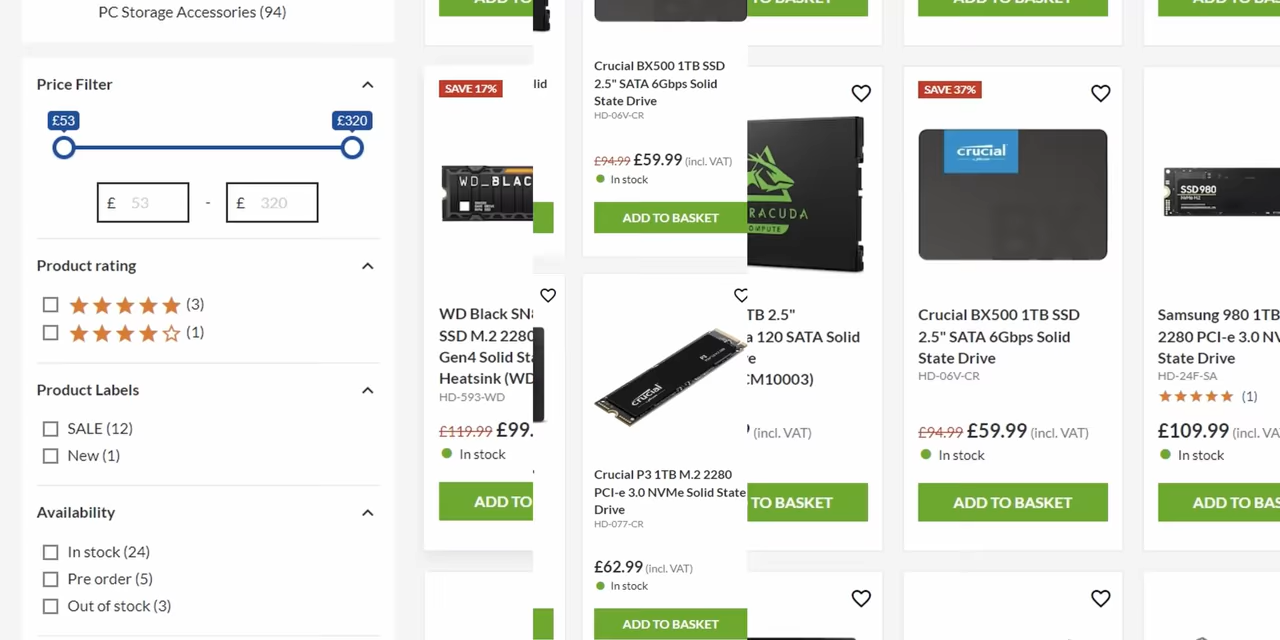 PC Storage Accessories (94)
Price Filter
£53
£320
£ 53
-
£ 320
Product rating
(3)
(1)
Product Labels
SALE (12)
New (1)
Availability
In stock (24)
Pre order (5)
Out of stock (3)
SAVE 17%
WD_BLAC
WD Black SN
SSD M.2 2280
Gen4 Solid St
Heatsink (WD
HD-593-WD
£119.99 £99.
In stock
ADD TO
Crucial BX500 1TB SSD
2.5" SATA 6Gbps Solid
State Drive
HD-06V-CR
£94.99 £59.99 (incl. VAT)
In stock
ADD TO BASKET
crucial
P3
Crucial P3 1TB M.2 2280
PCI-e 3.0 NVMe Solid State
Drive
HD-077-CR
£62.99 (incl. VAT)
In stock
ADD TO BASKET
RACUDA
COMPUTE
TB 2.5"
a 120 SATA Solid
CM10003)
(incl. VAT)
TO BASKET
SAVE 37%
crucial
Crucial BX500 1TB SSD
2.5" SATA 6Gbps Solid
State Drive
HD-06V-CR
£94.99 £59.99 (incl. VAT)
In stock
ADD TO BASKET
SSD 980
Samsung 980 1TB
2280 PCI-e 3.0 NV
State Drive
HD-24F-SA
(1)
£109.99 (incl. VA
In stock
ADD TO BAS